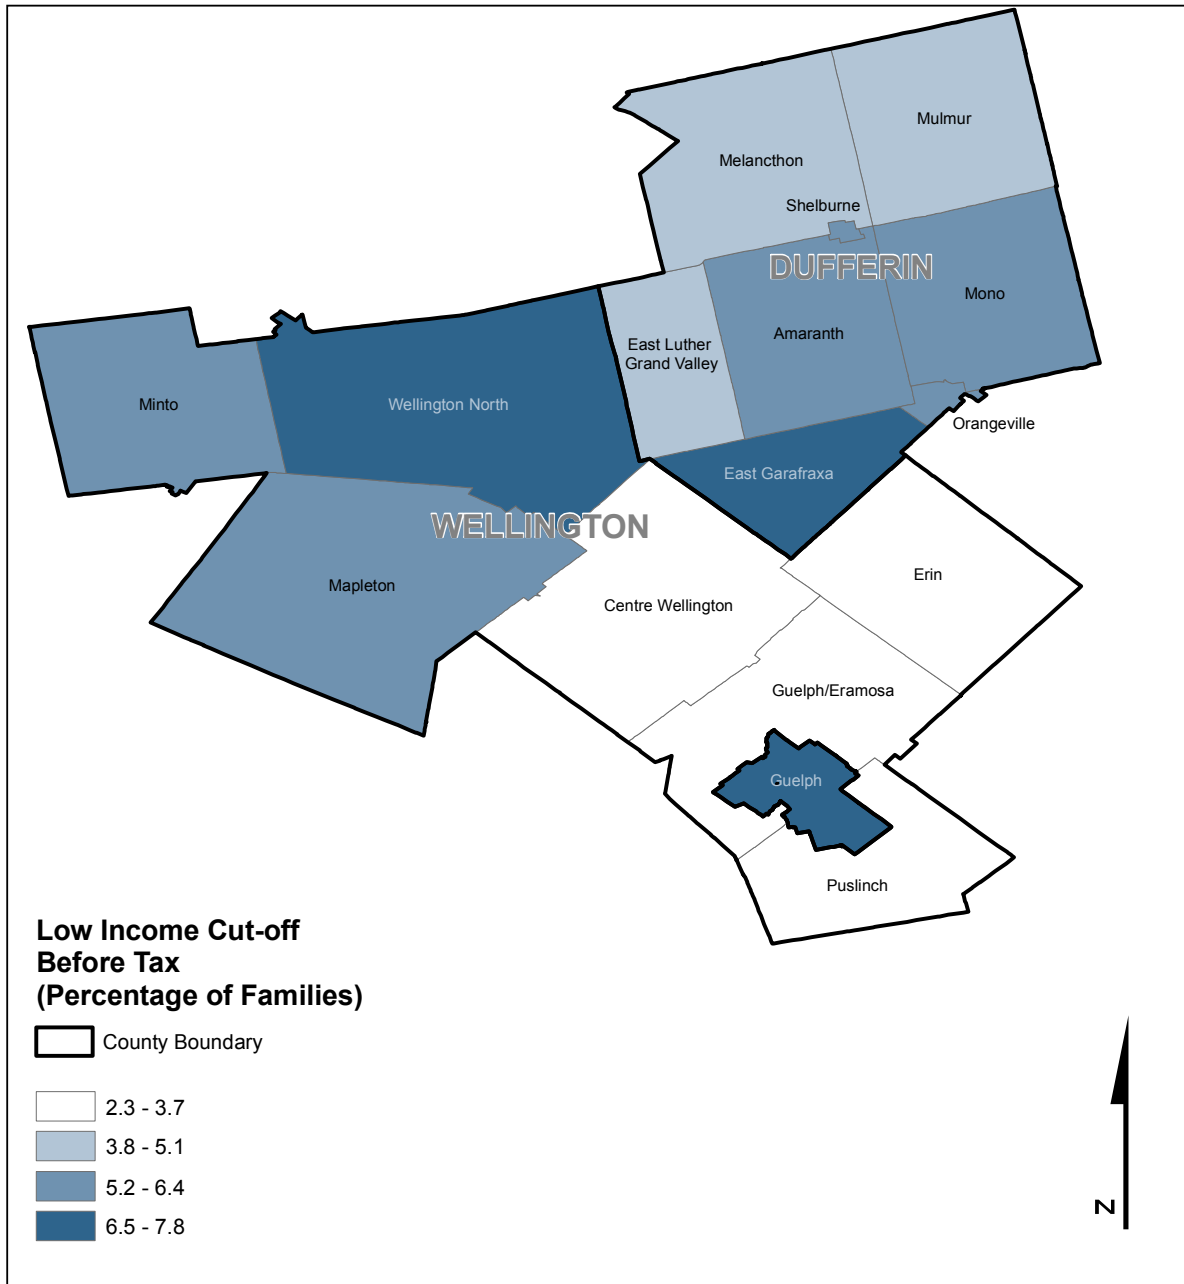 Mulmur
Melancthon
Shelburne
DUFFERIN
Mono
Amaranth
East Luther
Grand Valley
Minto
Wellington North
Orangeville
East Garafraxa
WELLINGTON
Erin
Mapleton
Centre Wellington
Guelph/Eramosa
Guelph
Puslinch
Low Income Cut-off
Before Tax
(Percentage of Families)
County Boundary
2.3 - 3.7
3.8 - 5.1
5.2 - 6.4
6.5 - 7.8
N